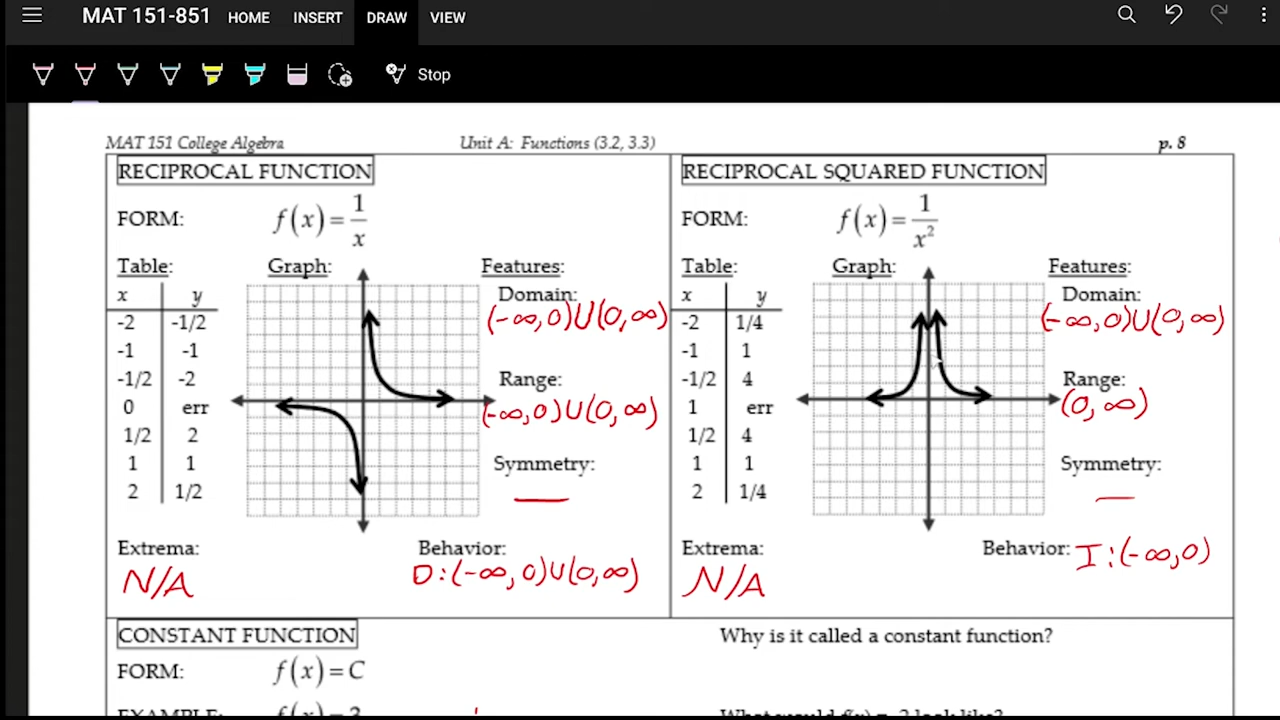 MAT 151-851 HOME INSERT DRAW VIEW
Stop
MAT 151 College Algebra Unit A: Functions (3.2, 3.3) p. 8
RECIPROCAL FUNCTION
FORM: f(x) = 1/x
Table: Graph: Features:
x y
-2 -1/2
-1 -1
-1/2 -2
0 err
1/2 2
1 1
2 1/2
Domain:
(-∞,0)U(0,∞)
Range:
(-∞,0)U(0,∞)
Symmetry:
—
Extrema:
N/A
Behavior:
D:(-∞,0)U(0,∞)
RECIPROCAL SQUARED FUNCTION
FORM: f(x) = 1/x²
Table: Graph: Features:
x y
-2 1/4
-1 1
-1/2 4
1 err
1/2 4
1 1
2 1/4
Domain:
(-∞,0)U(0,∞)
Range:
(0,∞)
Symmetry:
—
Extrema:
N/A
Behavior: I:(-∞,0)
CONSTANT FUNCTION
FORM: f(x) = C
Why is it called a constant function?